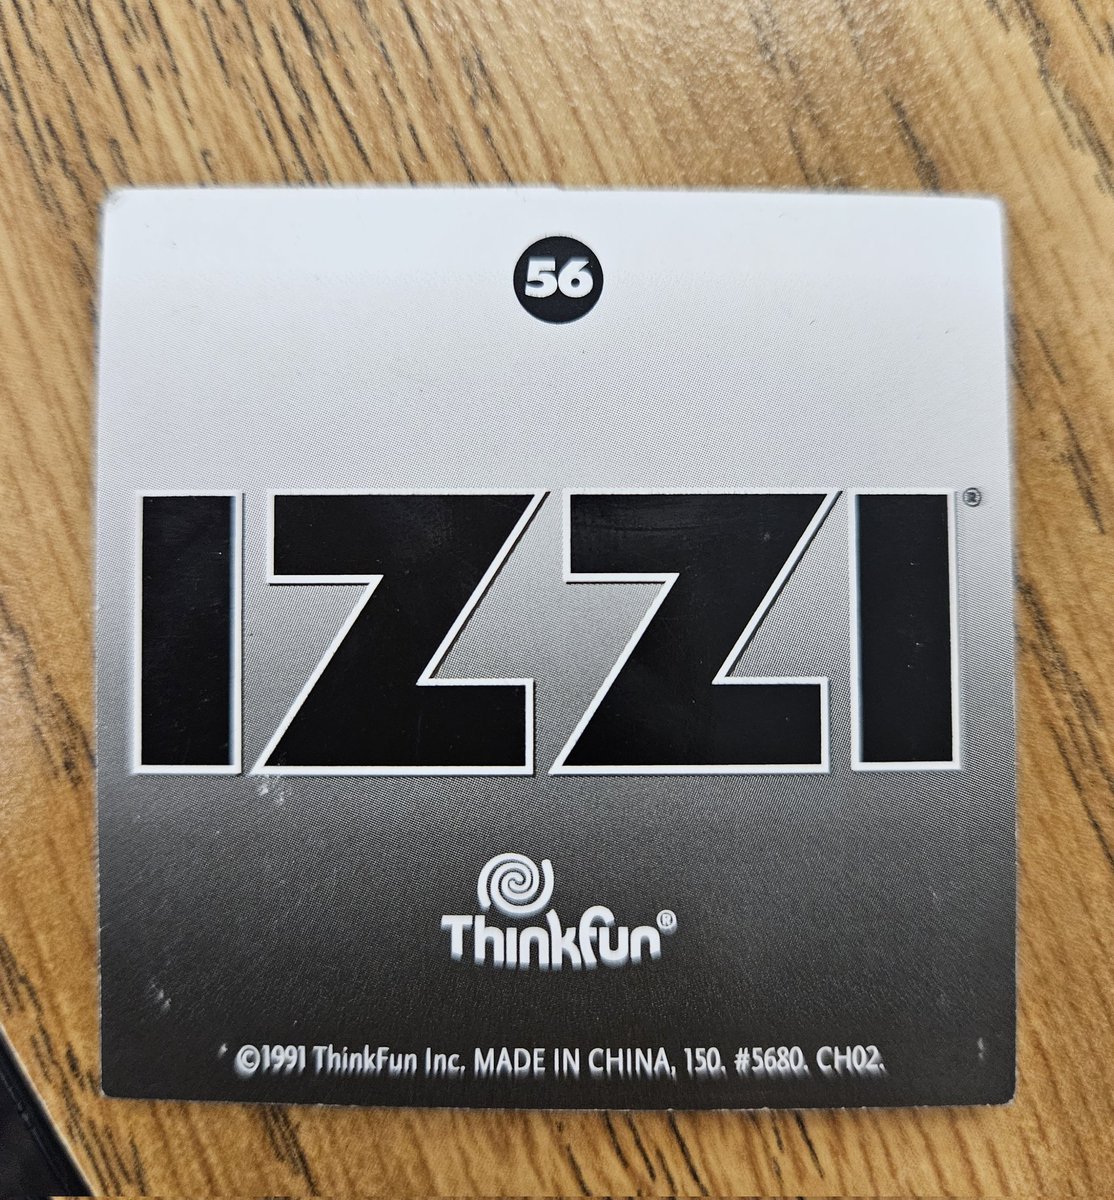 56
IZZI®
ThinkFun®
©1991 ThinkFun Inc. MADE IN CHINA, 150. #5680. CH02.